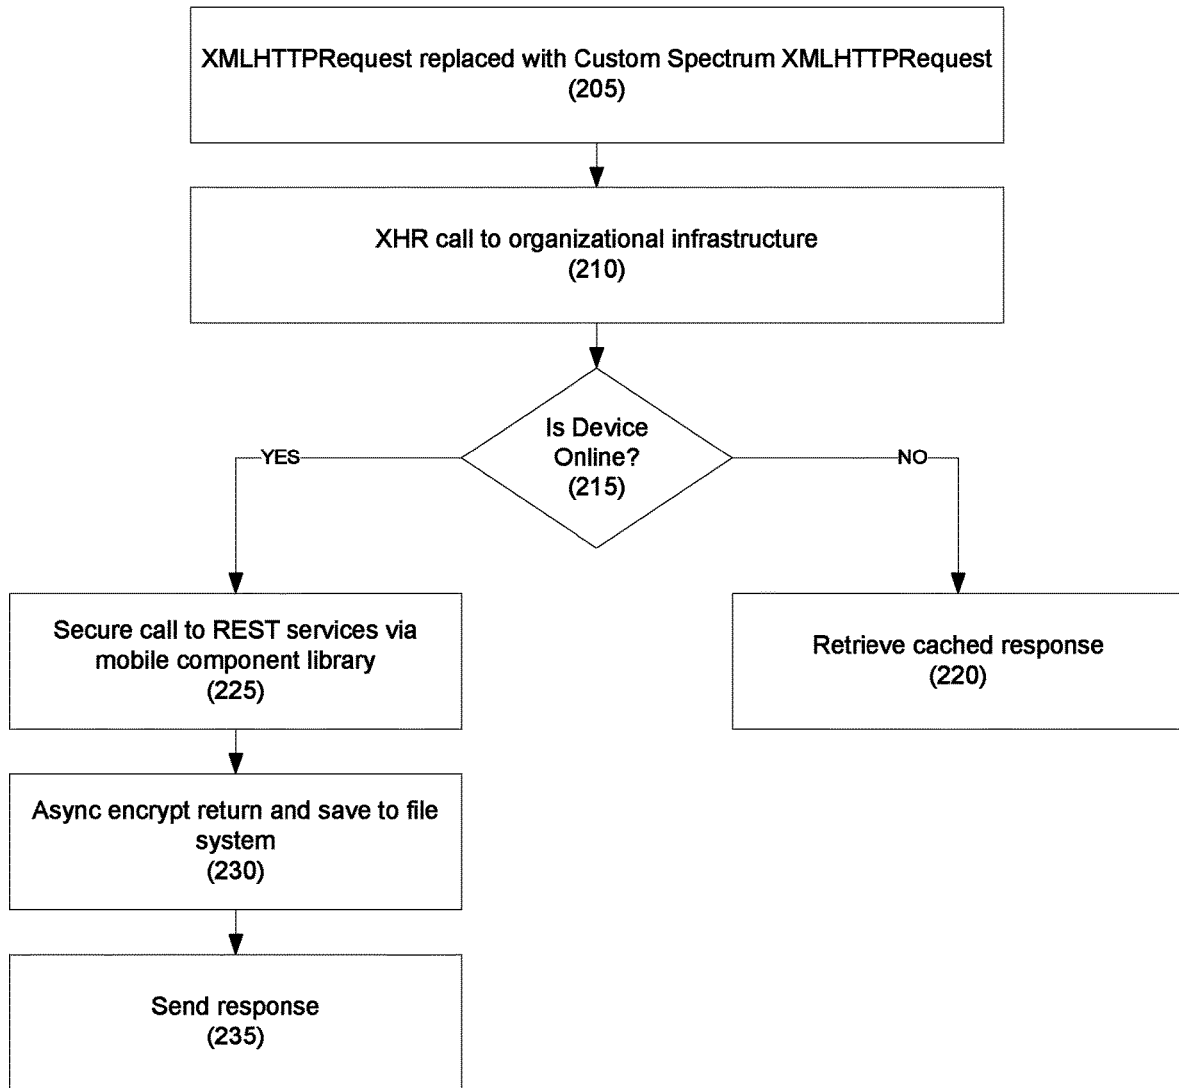 XMLHTTPRequest replaced with Custom Spectrum XMLHTTPRequest
(205)
XHR call to organizational infrastructure
(210)
Is Device
Online?
(215)
YES
NO
Secure call to REST services via
mobile component library
(225)
Retrieve cached response
(220)
Async encrypt return and save to file
system
(230)
Send response
(235)